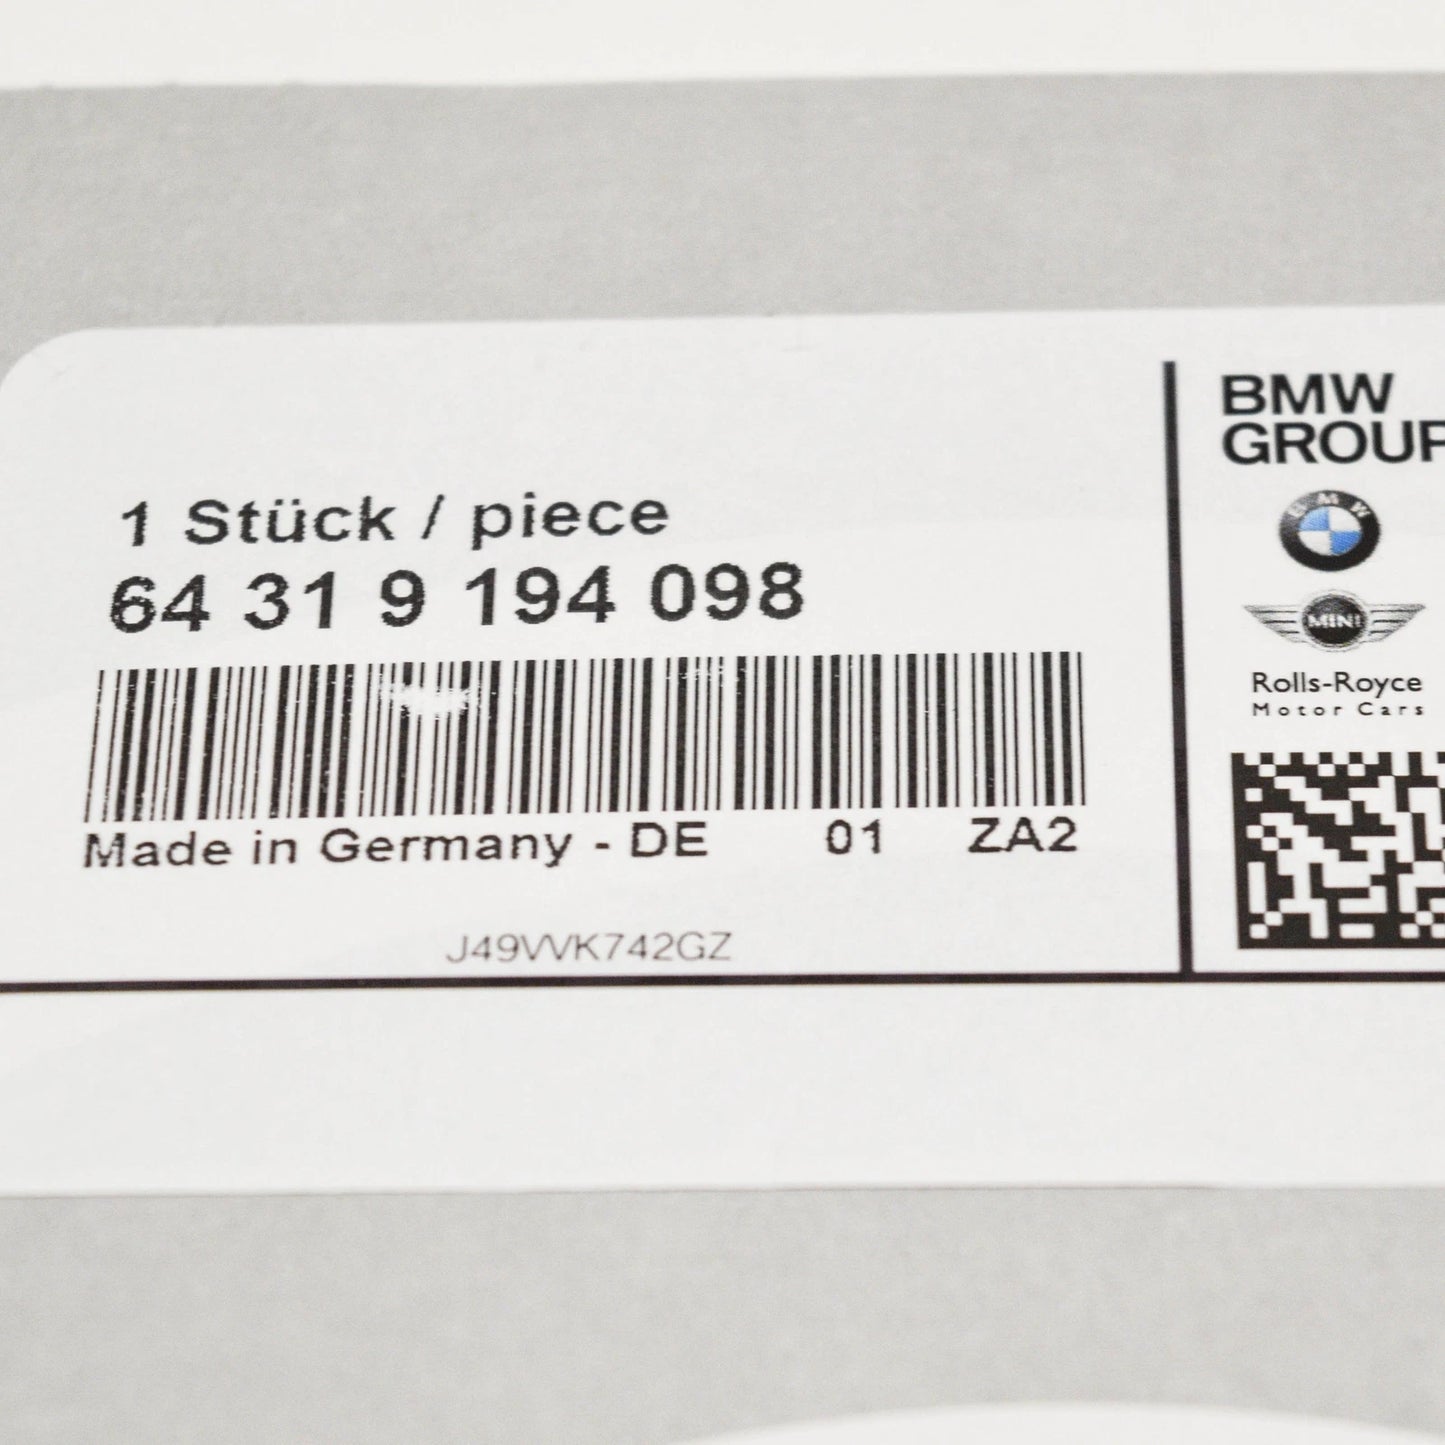 1 Stück / piece
64 31 9 194 098
Made in Germany - DE 01 ZA2
J49VVK742GZ
BMW
GROUP
BMW
MINI
Rolls-Royce
Motor Cars